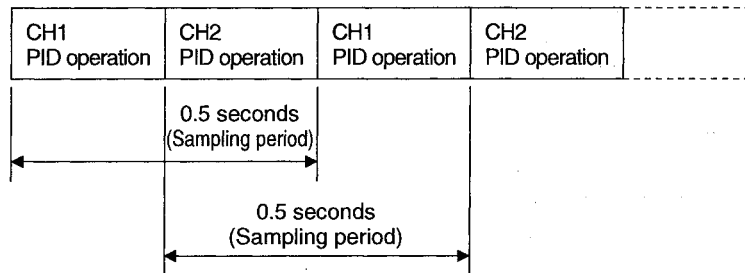 CH1
PID operation
CH2
PID operation
CH1
PID operation
CH2
PID operation
0.5 seconds
(Sampling period)
0.5 seconds
(Sampling period)